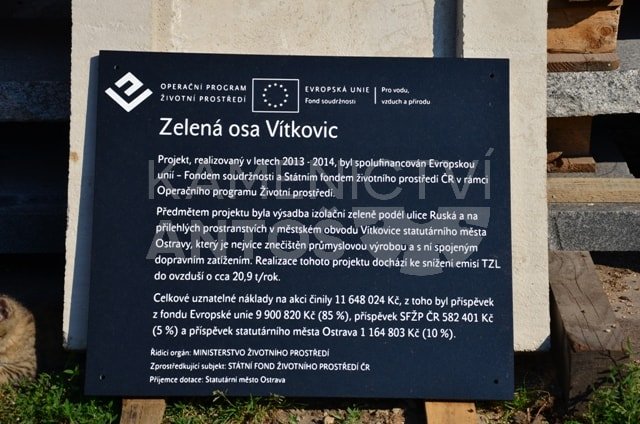 OPERAČNÍ PROGRAM
ŽIVOTNÍ PROSTŘEDÍ
EVROPSKÁ UNIE
Fond soudržnosti
Pro vodu,
vzduch a přírodu
Zelená osa Vítkovic
Projekt, realizovaný v letech 2013 - 2014, byl spolufinancován Evropskou
unií – Fondem soudržnosti a Státním fondem životního prostředí ČR v rámci
Operačního programu Životní prostředí.
Předmětem projektu byla výsadba izolační zeleně podél ulice Ruská a na
přilehlých prostranstvích v městském obvodu Vítkovice statutárního města
Ostravy, který je nejvíce znečištěn průmyslovou výrobou a s ní spojeným
dopravním zatížením. Realizace tohoto projektu dochází ke snížení emisí TZL
do ovzduší o cca 20,9 t/rok.
Celkové uznatelné náklady na akci činily 11 648 024 Kč, z toho byl příspěvek
z fondu Evropské unie 9 900 820 Kč (85 %), příspěvek SFŽP ČR 582 401 Kč
(5 %) a příspěvek statutárního města Ostrava 1 164 803 Kč (10 %).
Řídící orgán: MINISTERSTVO ŽIVOTNÍHO PROSTŘEDÍ
Zprostředkující subjekt: STÁTNÍ FOND ŽIVOTNÍHO PROSTŘEDÍ ČR
Příjemce dotace: Statutární město Ostrava
KAMENICTVÍ